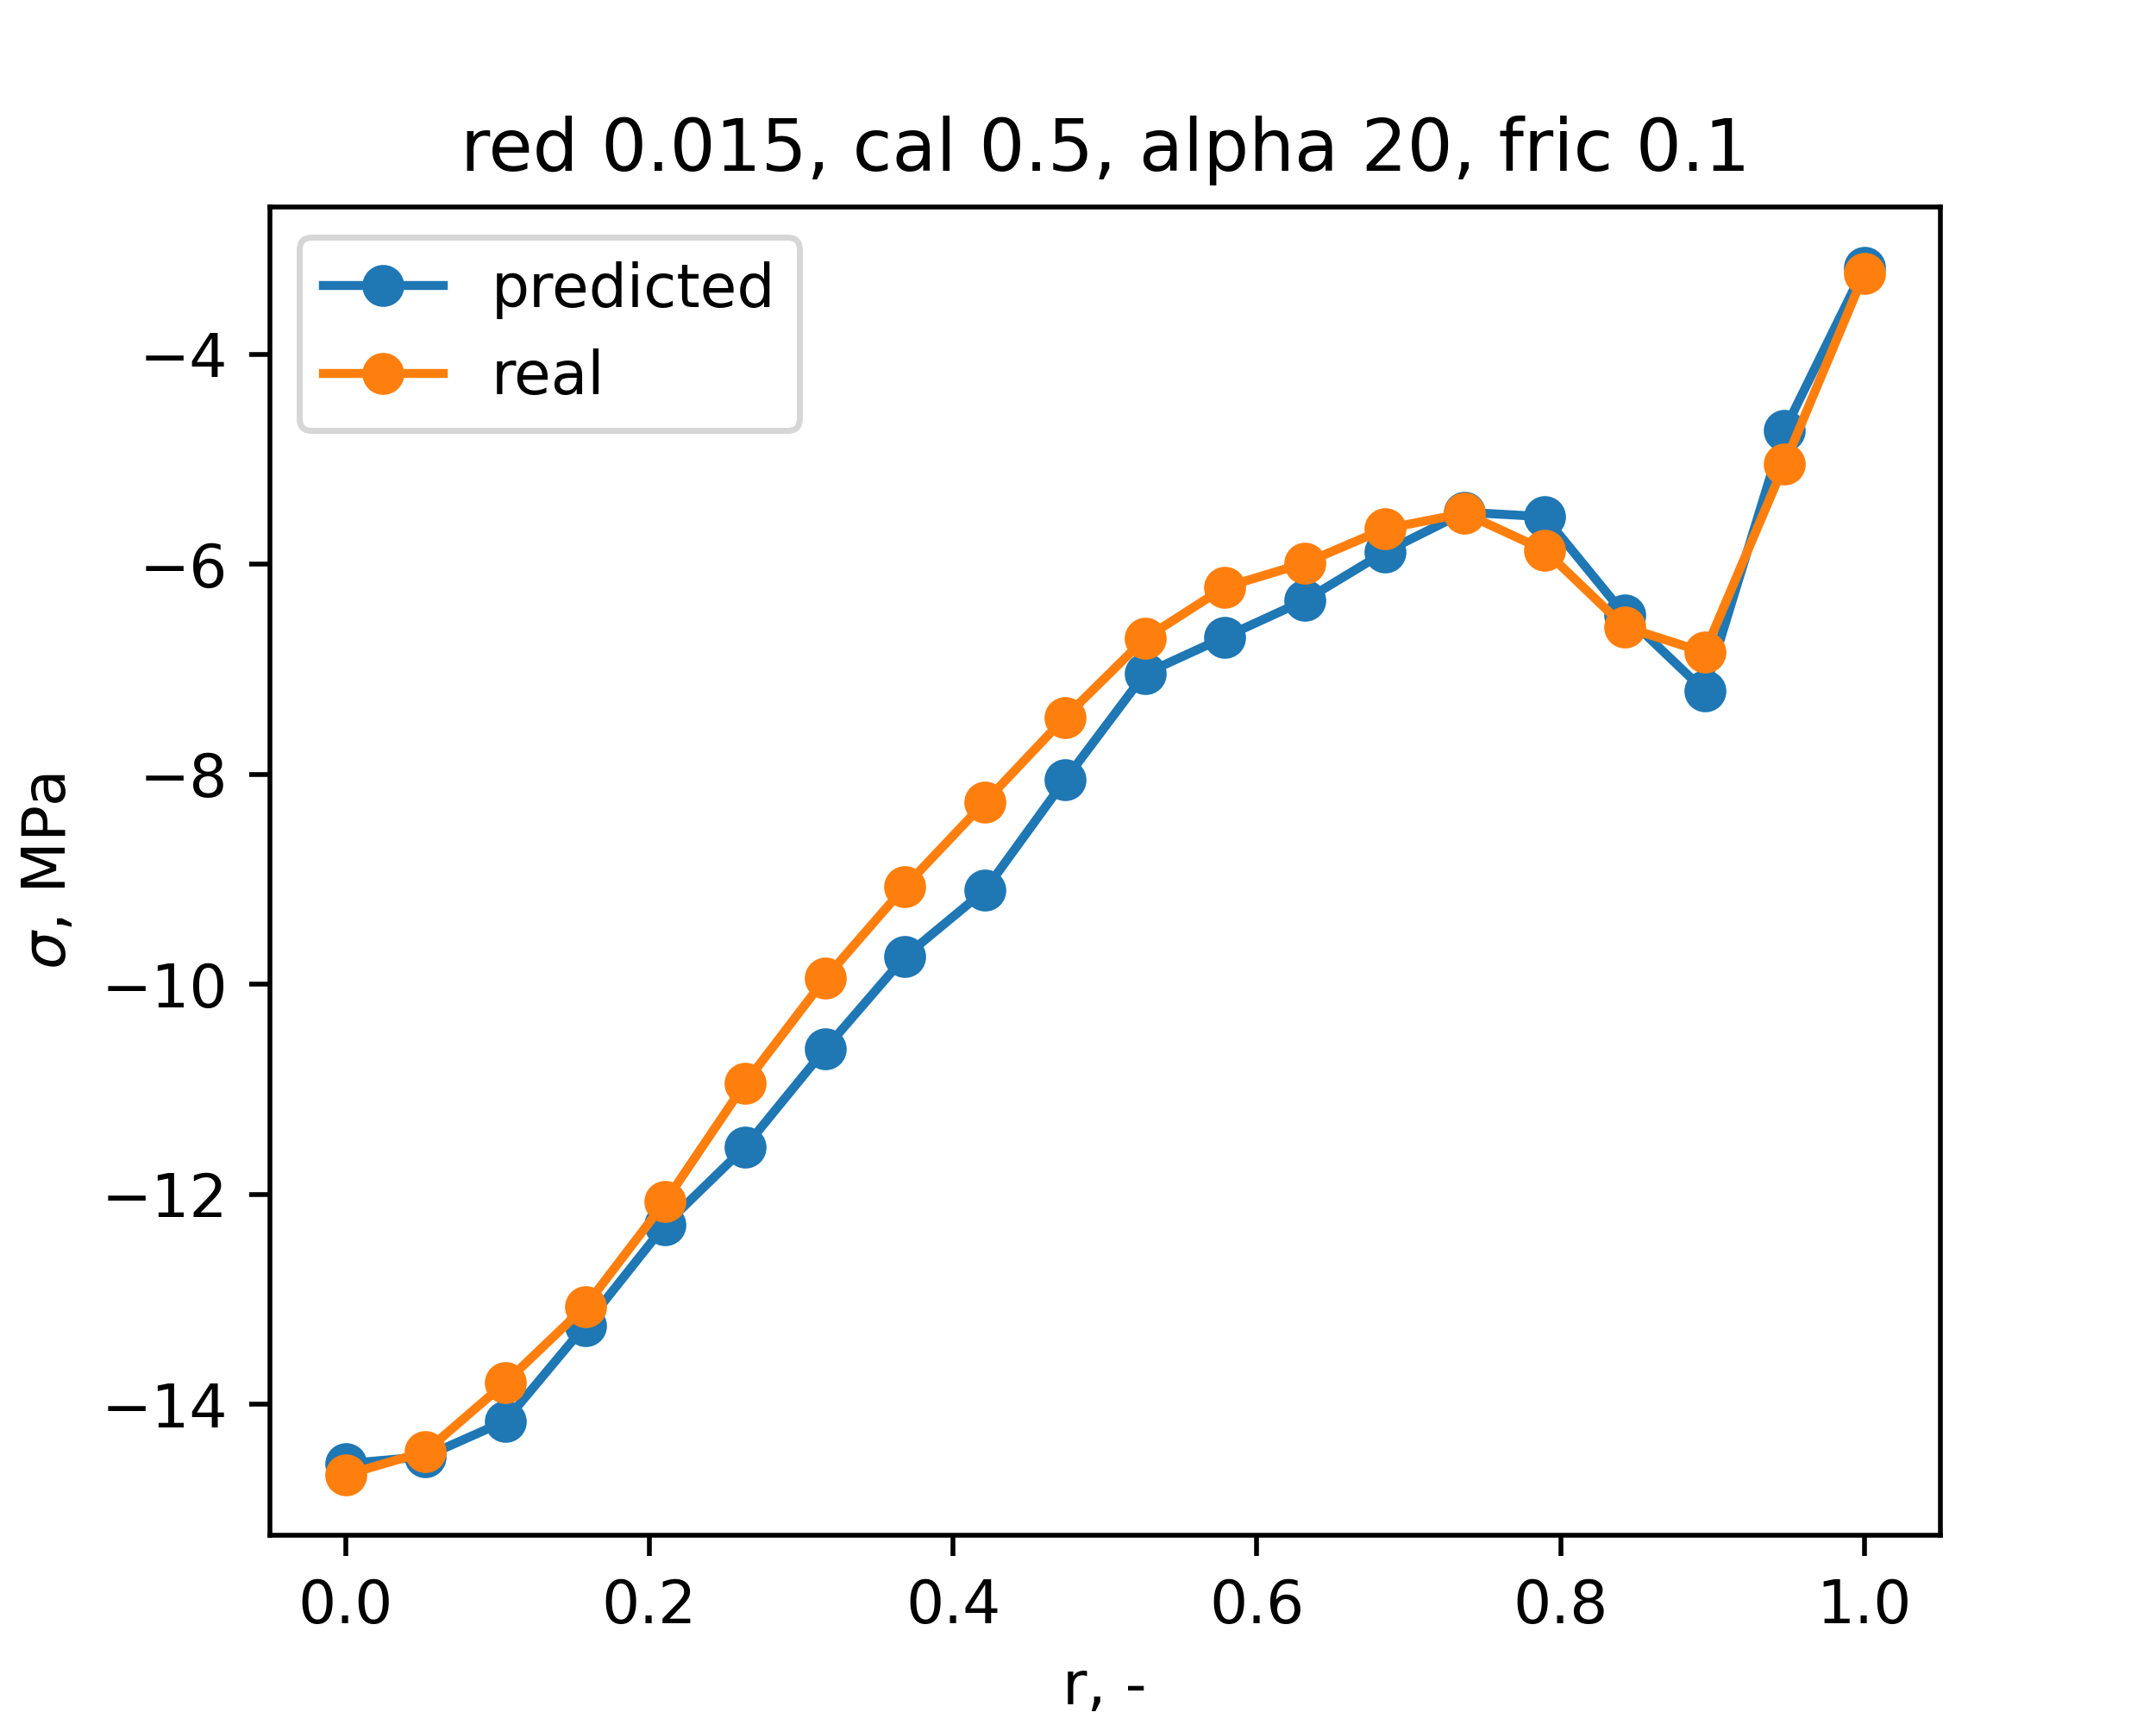 red 0.015, cal 0.5, alpha 20, fric 0.1
predicted
real
−4
−6
−8
−10
−12
−14
σ, MPa
0.0 0.2 0.4 0.6 0.8 1.0
r, -